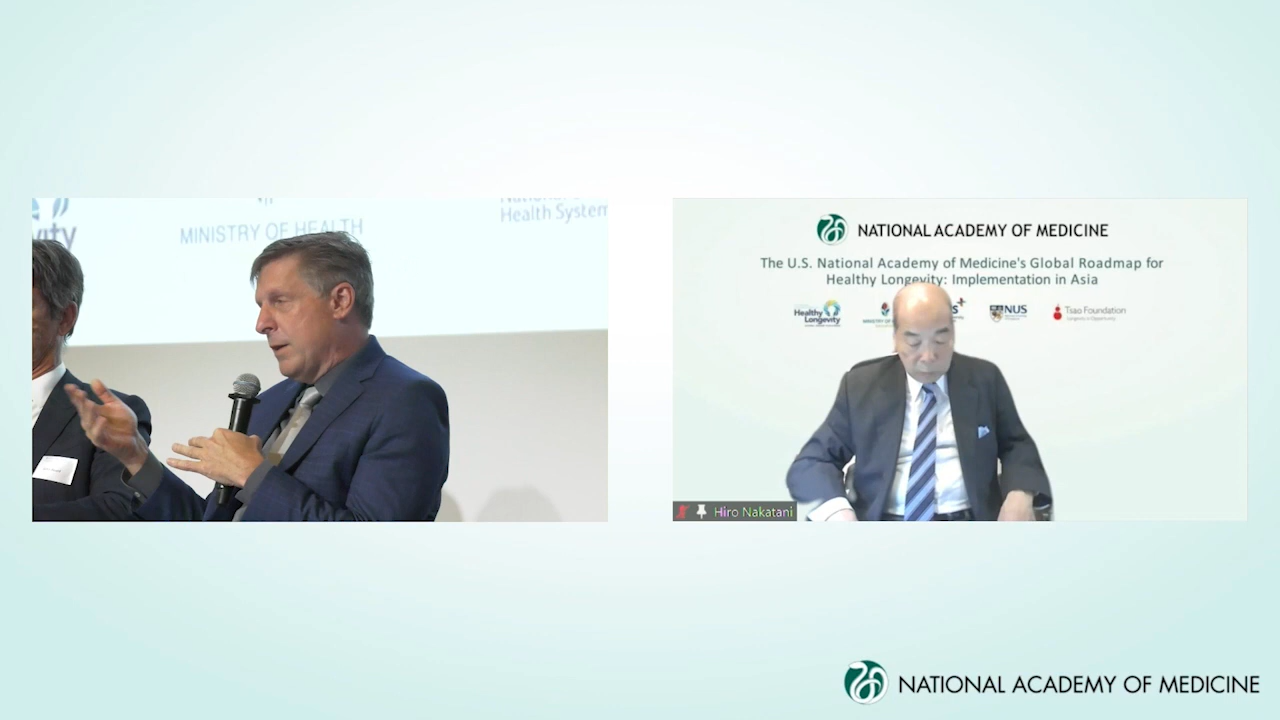 MINISTRY OF HEALTH
Health System
NATIONAL ACADEMY OF MEDICINE
The U.S. National Academy of Medicine's Global Roadmap for
Healthy Longevity: Implementation in Asia
Healthy
Longevity
NUS
Tsao Foundation
Hiro Nakatani
NATIONAL ACADEMY OF MEDICINE